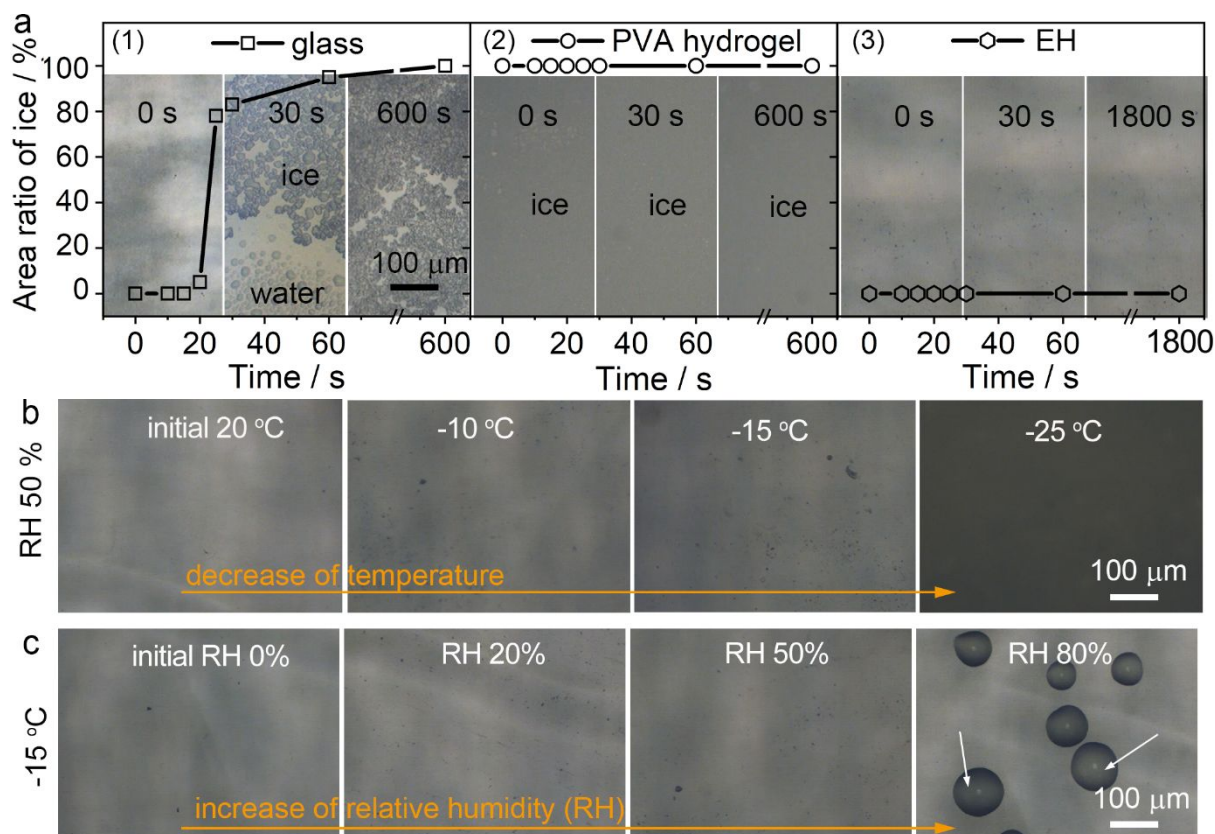 a
(1) glass
(2) PVA hydrogel
(3) EH
Area ratio of ice / %
100
80
60
40
20
0
0 s 30 s 600 s
ice
water
100 μm
0 20 40 60 600
Time / s
0 s 30 s 600 s
ice ice ice
0 20 40 60 600
Time / s
0 s 30 s 1800 s
0 20 40 60 1800
Time / s
b
RH 50 %
initial 20 °C -10 °C -15 °C -25 °C
decrease of temperature
100 μm
c
-15 °C
initial RH 0% RH 20% RH 50% RH 80%
increase of relative humidity (RH)
100 μm